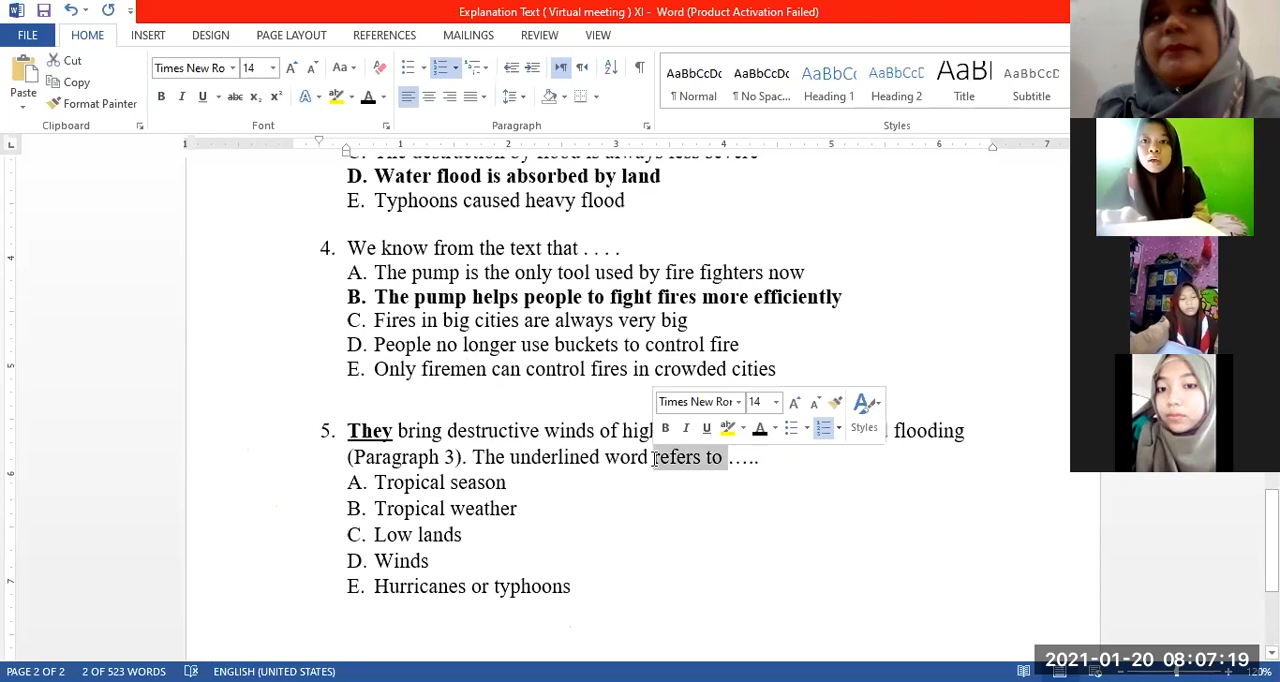 Explanation Text ( Virtual meeting ) XI - Word (Product Activation Failed)
FILE HOME INSERT DESIGN PAGE LAYOUT REFERENCES MAILINGS REVIEW VIEW
Paste
Cut
Copy
Format Painter
Times New Ro 14
Clipboard Font Paragraph Styles
AaBbCcDc AaBbCcDc AaBbC( AaBbCcC AaBl AaBbCcD
¶ Normal ¶ No Spac... Heading 1 Heading 2 Title Subtitle
D. Water flood is absorbed by land
E. Typhoons caused heavy flood
4. We know from the text that . . . .
A. The pump is the only tool used by fire fighters now
B. The pump helps people to fight fires more efficiently
C. Fires in big cities are always very big
D. People no longer use buckets to control fire
E. Only firemen can control fires in crowded cities
Times New Ror 14
Styles
5. They bring destructive winds of high flooding
(Paragraph 3). The underlined word refers to …..
A. Tropical season
B. Tropical weather
C. Low lands
D. Winds
E. Hurricanes or typhoons
PAGE 2 OF 2 2 OF 523 WORDS ENGLISH (UNITED STATES) 120%
2021-01-20 08:07:19